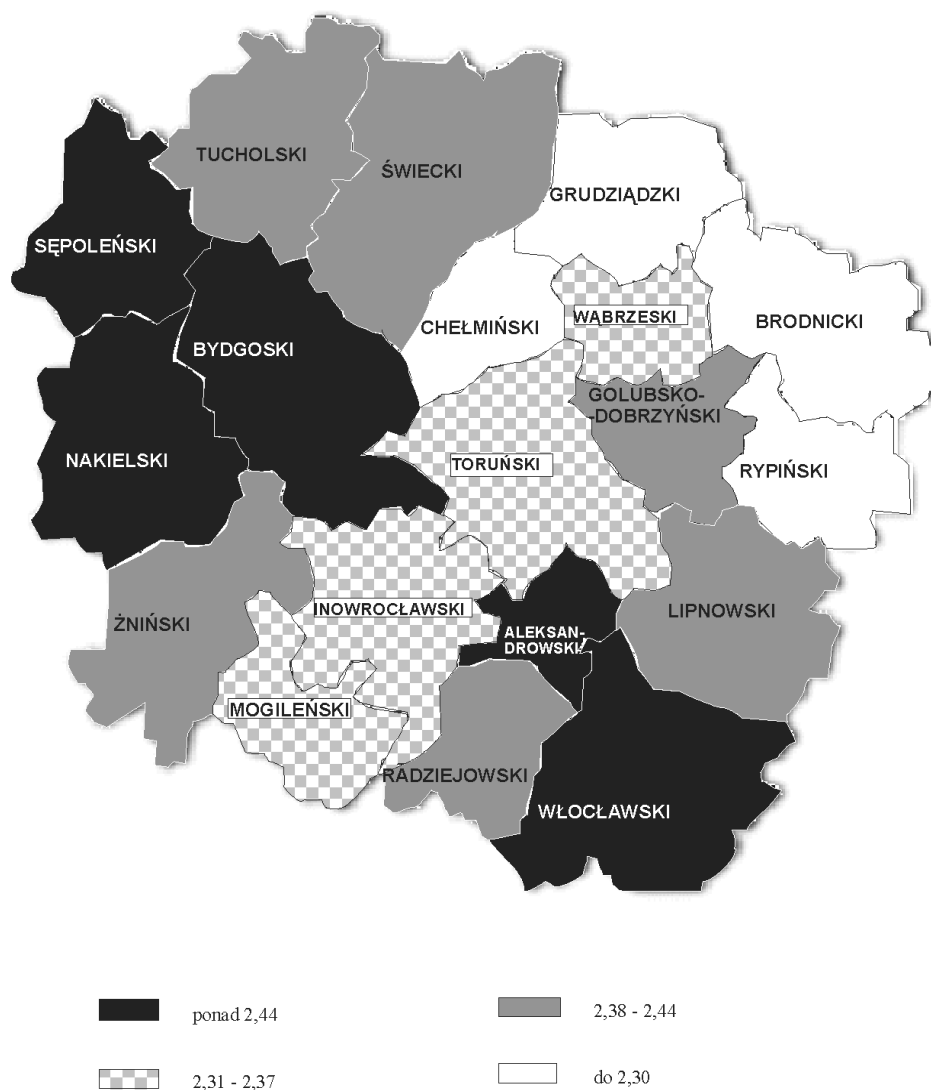 TUCHOLSKI
ŚWIECKI
GRUDZIĄDZKI
SĘPOLEŃSKI
CHEŁMIŃSKI
WĄBRZESKI
BRODNICKI
BYDGOSKI
GOLUBSKO-
-DOBRZYŃSKI
NAKIELSKI
TORUŃSKI
RYPIŃSKI
ŻNIŃSKI
INOWROCŁAWSKI
LIPNOWSKI
ALEKSAN-
DROWSKI
MOGILEŃSKI
RADZIEJOWSKI
WŁOCŁAWSKI
ponad 2,44
2,38 - 2,44
2,31 - 2,37
do 2,30